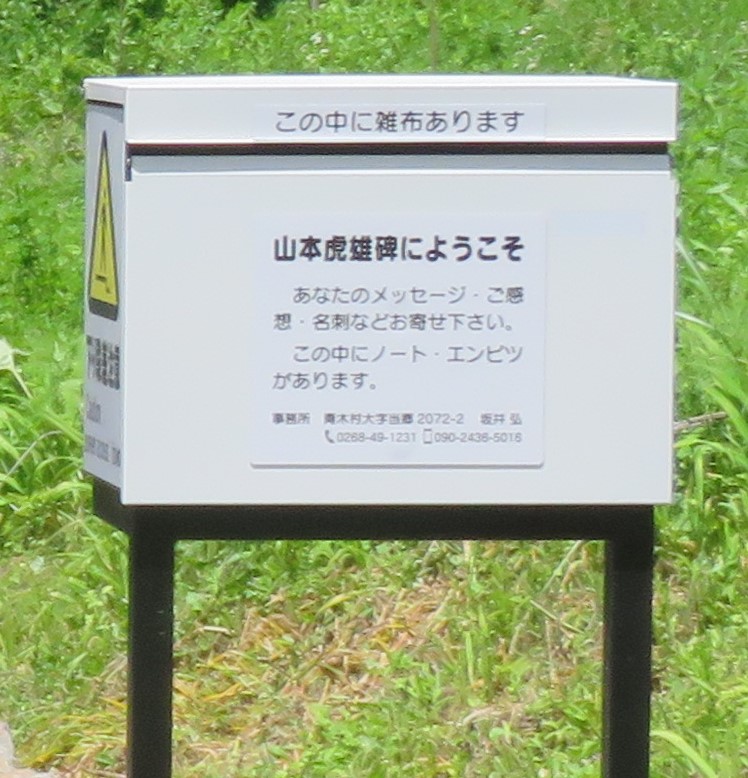 この中に雑布あります
山本虎雄碑にようこそ
あなたのメッセージ・ご感
想・名刺などお寄せ下さい。
この中にノート・エンピツ
があります。
事務所 青木村大字当郷 2072-2 坂井 弘
0268-49-1231 090-2436-5016